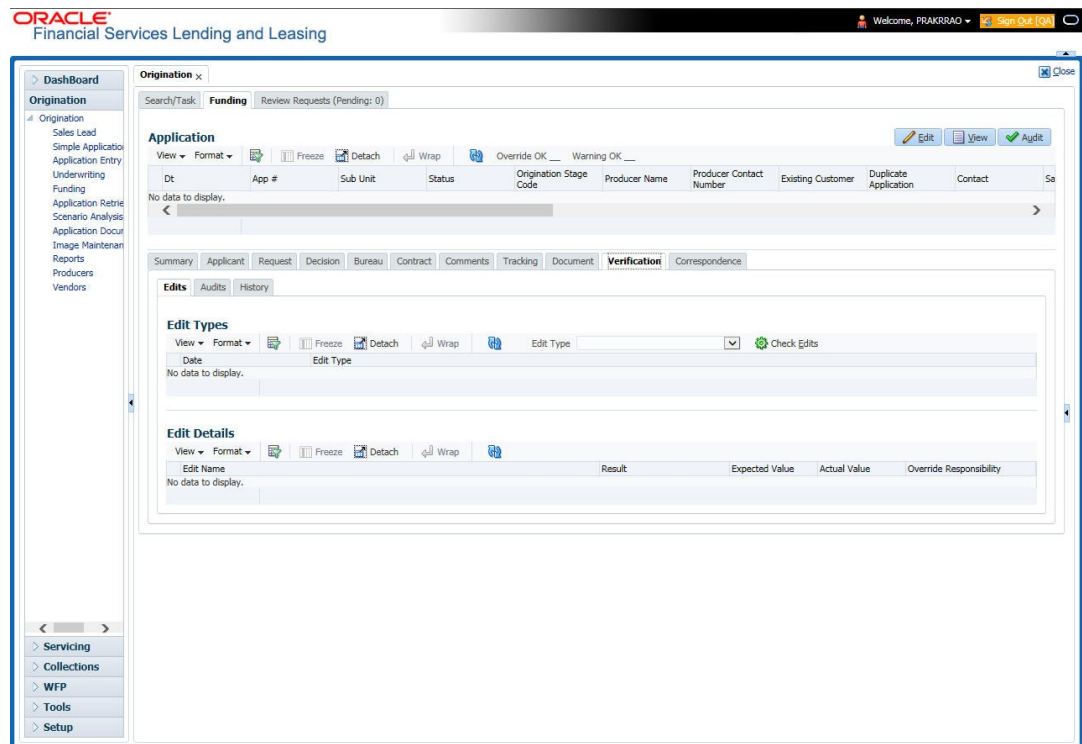 ORACLE
Financial Services Lending and Leasing
Welcome, PRAKRRAO
Sign Out [QA]
Close
DashBoard
Origination
Origination
Sales Lead
Simple Applicatio
Application Entry
Underwriting
Funding
Application Retrie
Scenario Analysis
Application Docur
Image Maintenan
Reports
Producers
Vendors
Servicing
Collections
WFP
Tools
Setup
Origination x
Search/Task Funding Review Requests (Pending: 0)
Application
Edit View Audit
View Format Freeze Detach Wrap Override OK __ Warning OK __
Dt App # Sub Unit Status Origination Stage Code Producer Name Producer Contact Number Existing Customer Duplicate Application Contact Sa
No data to display.
Summary Applicant Request Decision Bureau Contract Comments Tracking Document Verification Correspondence
Edits Audits History
Edit Types
View Format Freeze Detach Wrap Edit Type Check Edits
Date Edit Type
No data to display.
Edit Details
View Format Freeze Detach Wrap
Edit Name Result Expected Value Actual Value Override Responsibility
No data to display.